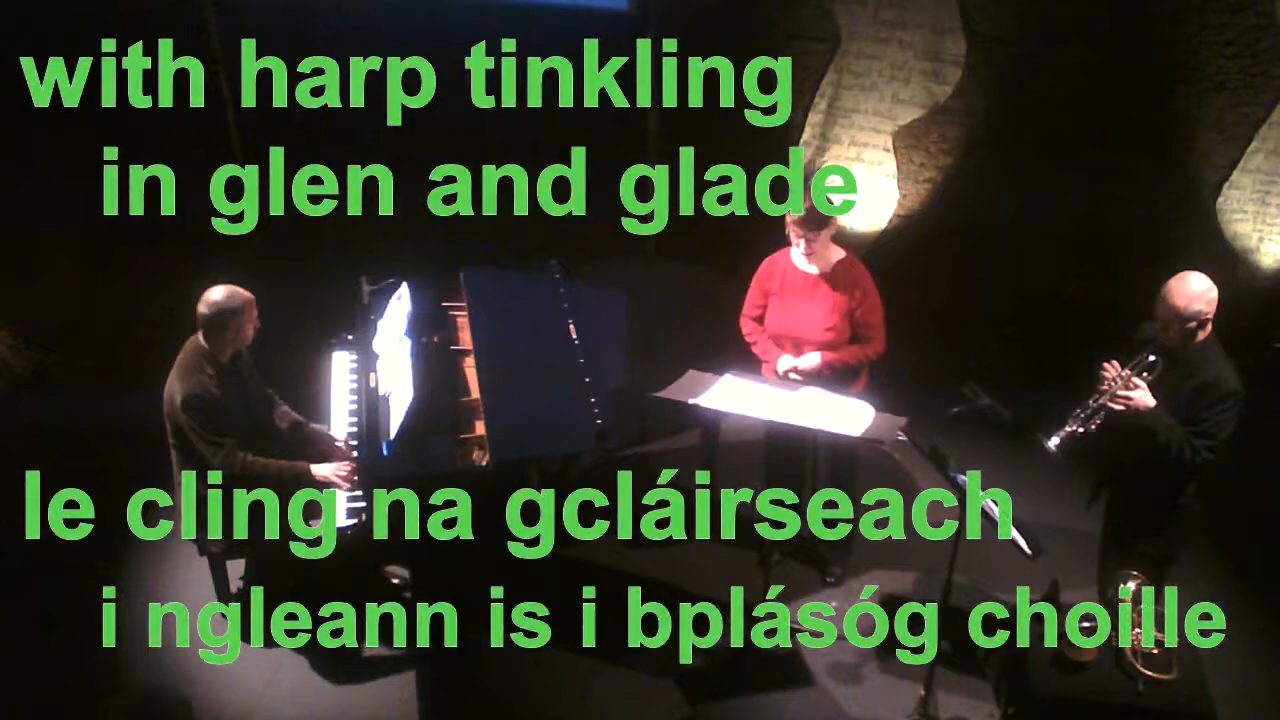 with harp tinkling
in glen and glade
le cling na gcláirseach
i ngleann is i bplásóg choille